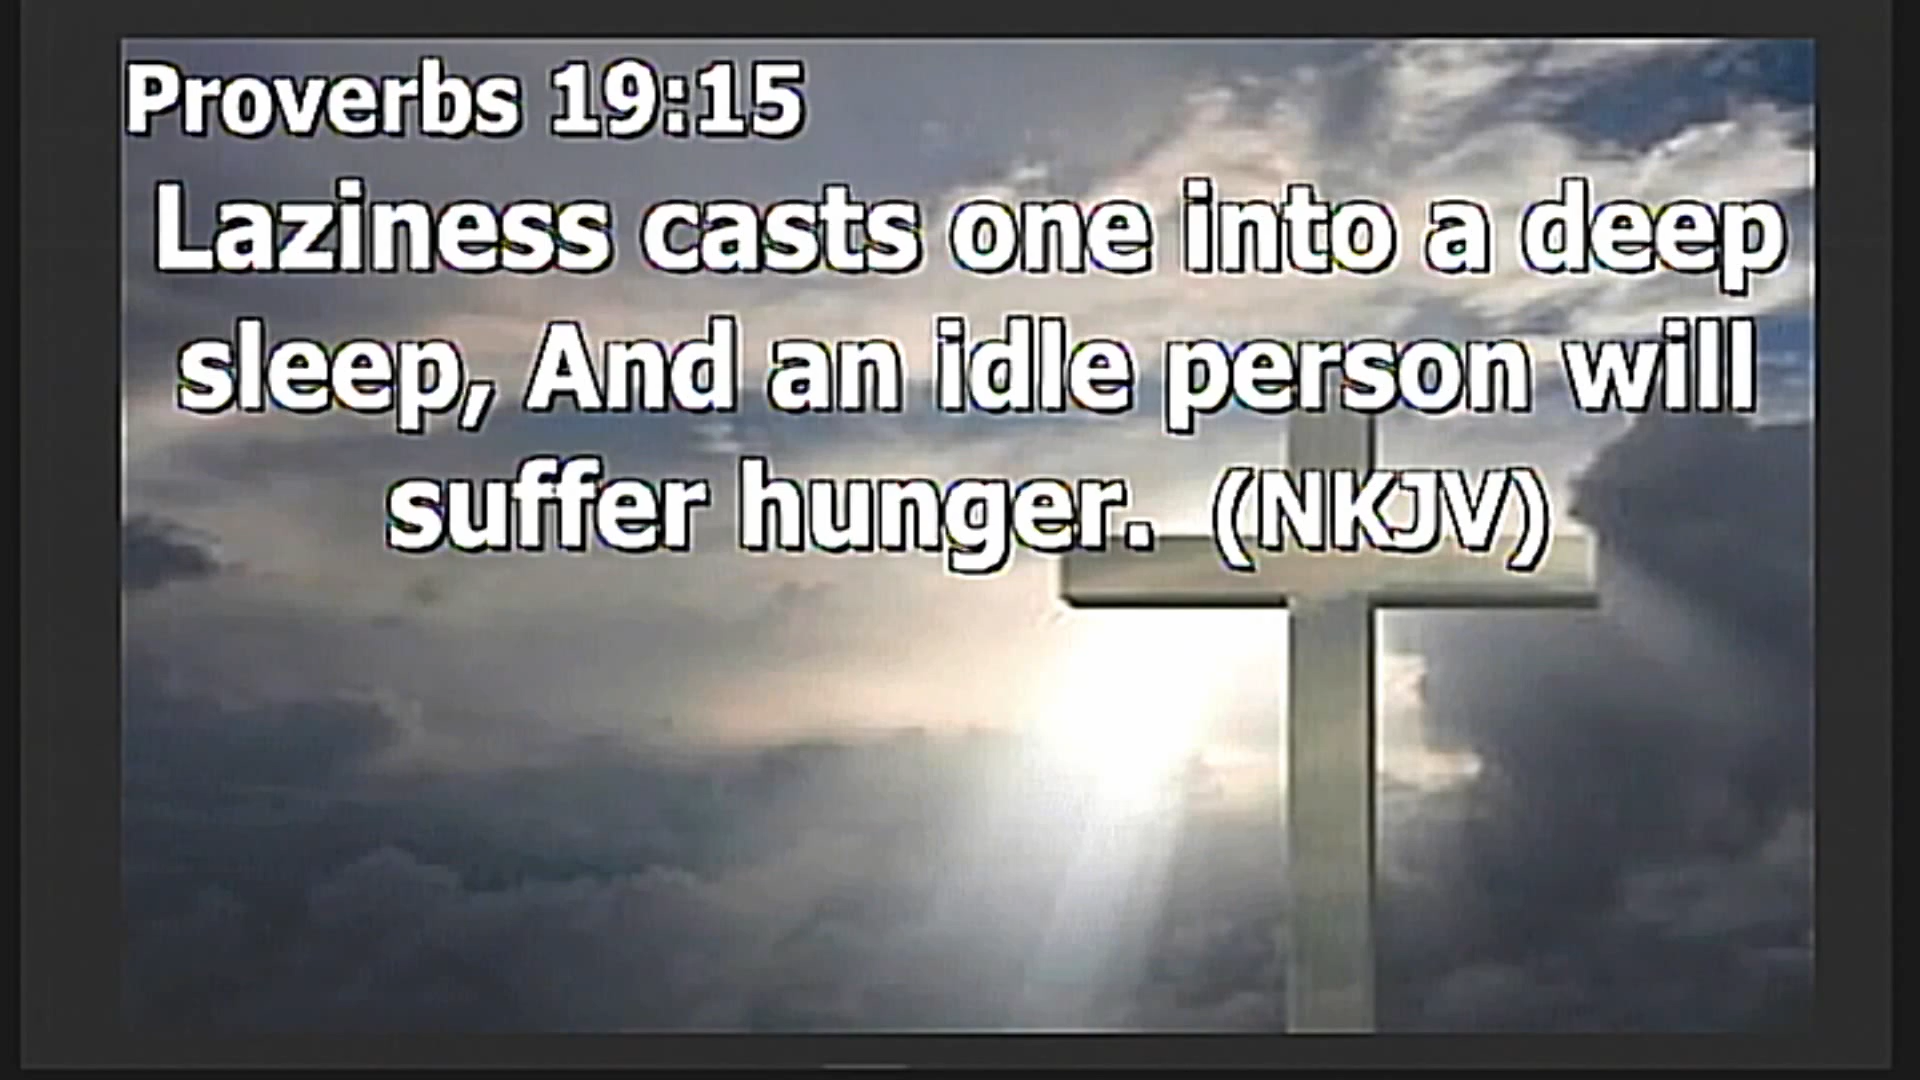 Proverbs 19:15
Laziness casts one into a deep
sleep, And an idle person will
suffer hunger. (NKJV)